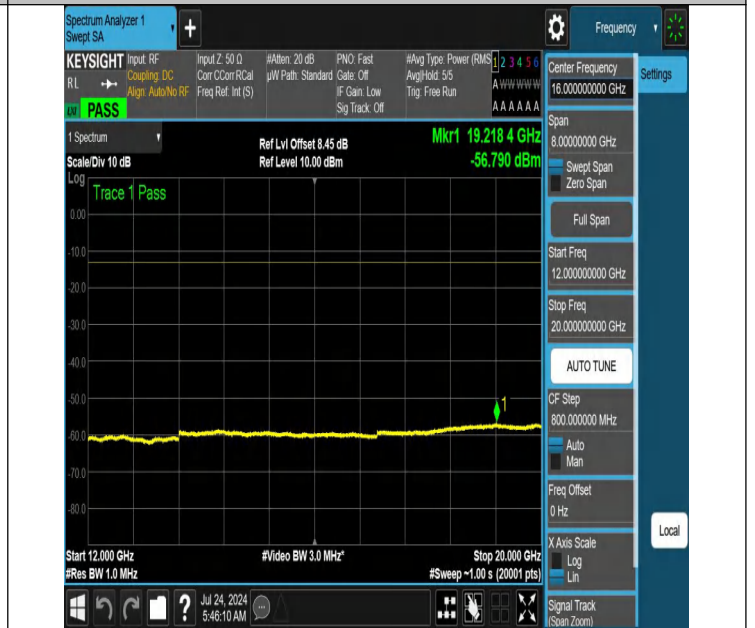 Spectrum Analyzer 1
Swept SA
+
Frequency
KEYSIGHT
RL
PASS
Input: RF
Coupling: DC
Align: Auto/No RF
Input Z: 50 Ω
Corr CCorr RCal
Freq Ref: Int (S)
#Atten: 20 dB
µW Path: Standard
PNO: Fast
Gate: Off
IF Gain: Low
Sig Track: Off
#Avg Type: Power (RMS
Avg|Hold: 5/5
Trig: Free Run
1 2 3 4 5 6
A W W W W W
A A A A A A
1 Spectrum
Scale/Div 10 dB
Ref Lvl Offset 8.45 dB
Ref Level 10.00 dBm
Mkr1 19.218 4 GHz
-56.790 dBm
Log
Trace 1 Pass
0.00
-10.0
-20.0
-30.0
-40.0
-50.0
-60.0
-70.0
-80.0
1
Start 12.000 GHz
#Res BW 1.0 MHz
#Video BW 3.0 MHz*
Stop 20.000 GHz
#Sweep ~1.00 s (20001 pts)
Center Frequency
16.000000000 GHz
Settings
Span
8.00000000 GHz
Swept Span
Zero Span
Full Span
Start Freq
12.000000000 GHz
Stop Freq
20.000000000 GHz
AUTO TUNE
CF Step
800.000000 MHz
Auto
Man
Freq Offset
0 Hz
X Axis Scale
Log
Lin
Signal Track
(Span Zoom)
Local
?
Jul 24, 2024
5:46:10 AM